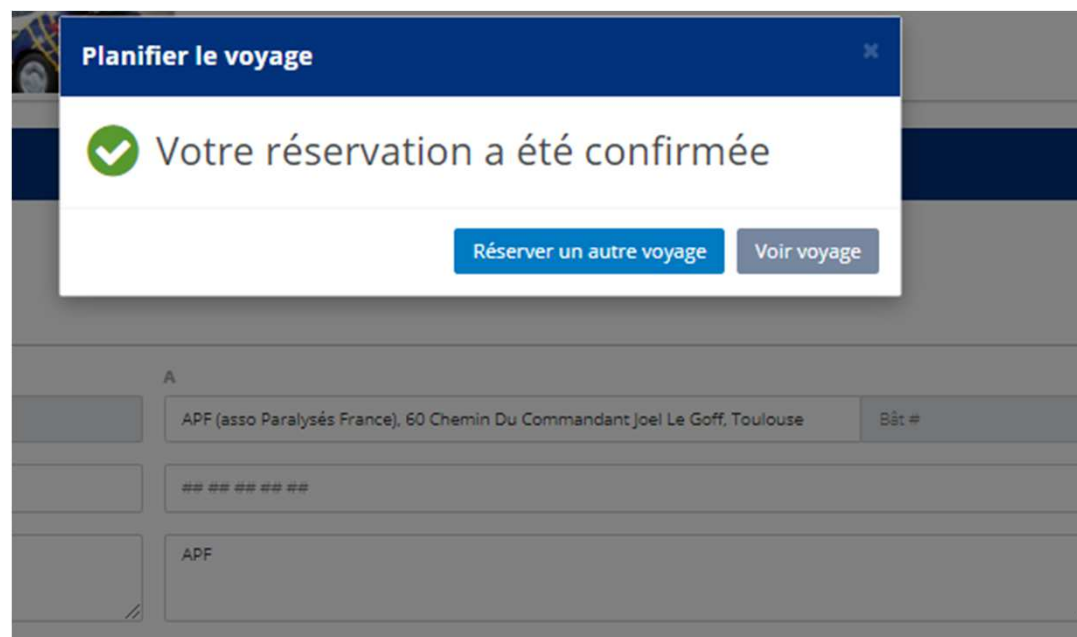 Planifier le voyage
×
Votre réservation a été confirmée
Réserver un autre voyage
Voir voyage
A
APF (asso Paralysés France), 60 Chemin Du Commandant Joel Le Goff, Toulouse
Bât #
## ## ## ## ##
APF